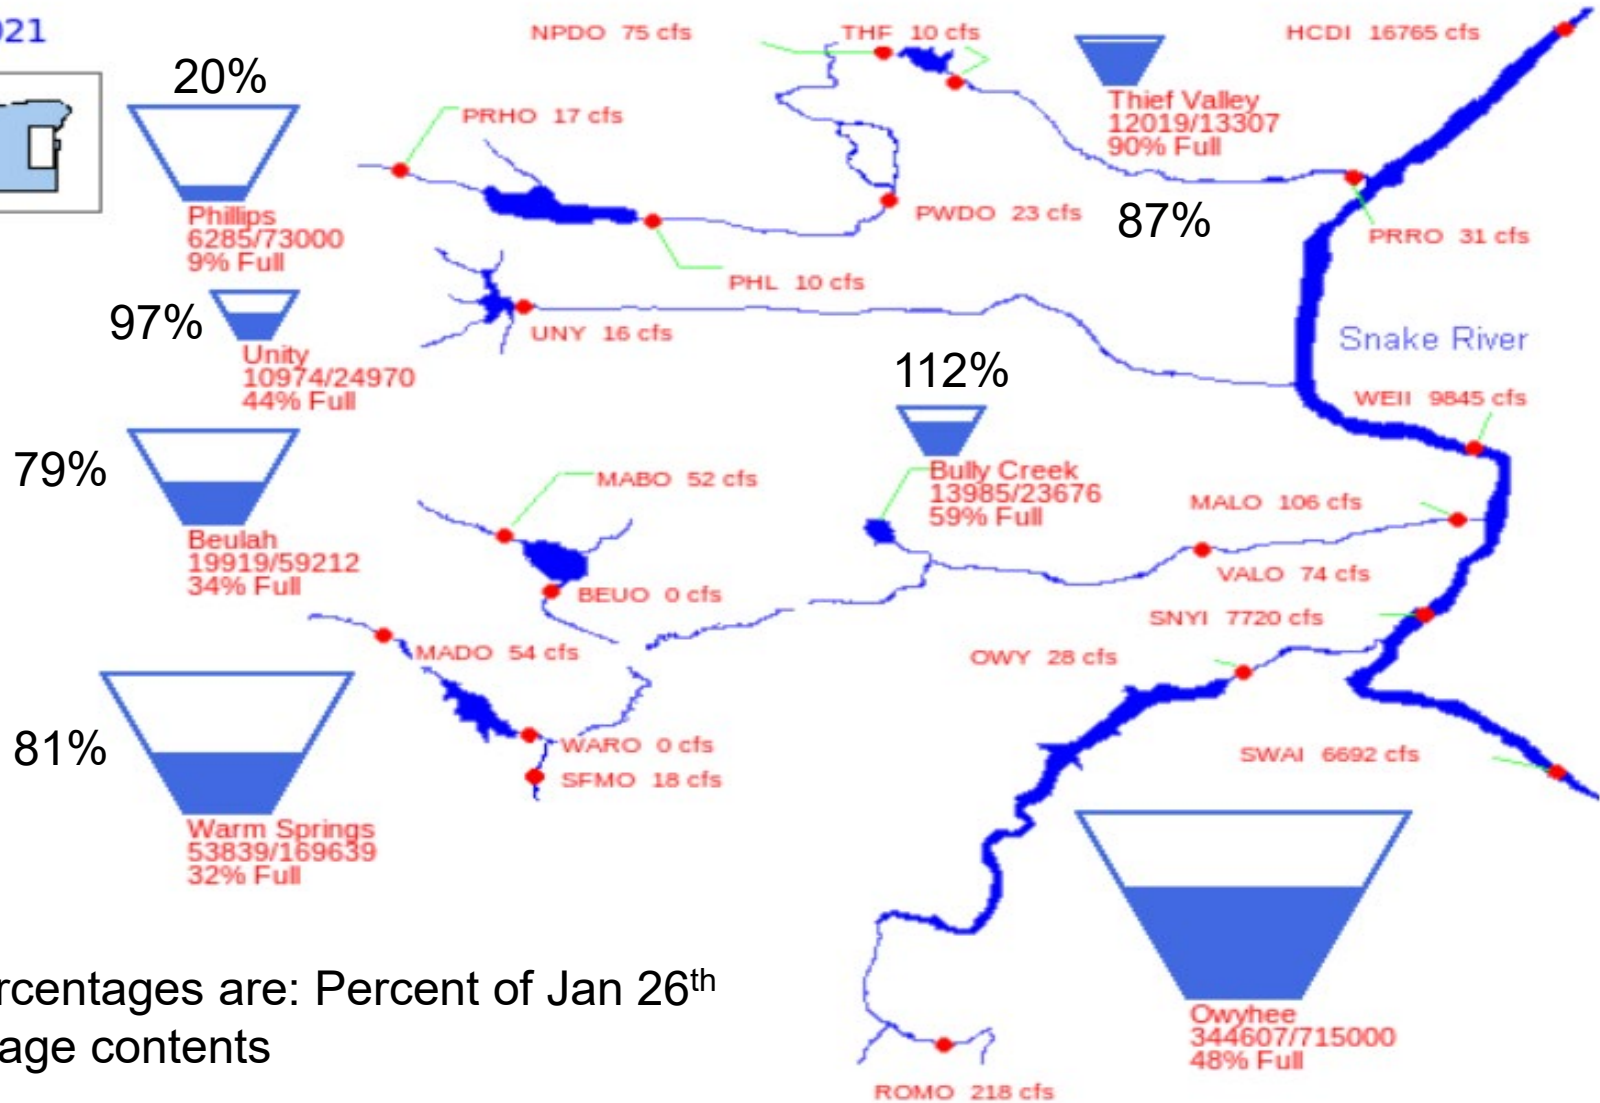 021
NPDO 75 cfs
THF 10 cfs
HCDI 16765 cfs
20%
PRHO 17 cfs
Thief Valley
12019/13307
90% Full
Phillips
6285/73000
9% Full
PWDO 23 cfs
87%
PRRO 31 cfs
PHL 10 cfs
97%
UNY 16 cfs
Snake River
Unity
10974/24970
44% Full
112%
WEII 9845 cfs
79%
MABO 52 cfs
Bully Creek
13985/23676
59% Full
MALO 106 cfs
Beulah
19919/59212
34% Full
BEUO 0 cfs
VALO 74 cfs
SNYI 7720 cfs
MADO 54 cfs
OWY 28 cfs
81%
WARO 0 cfs
SFMO 18 cfs
SWAI 6692 cfs
Warm Springs
53839/169639
32% Full
rcentages are: Percent of Jan 26th
age contents
Owyhee
344607/715000
48% Full
ROMO 218 cfs